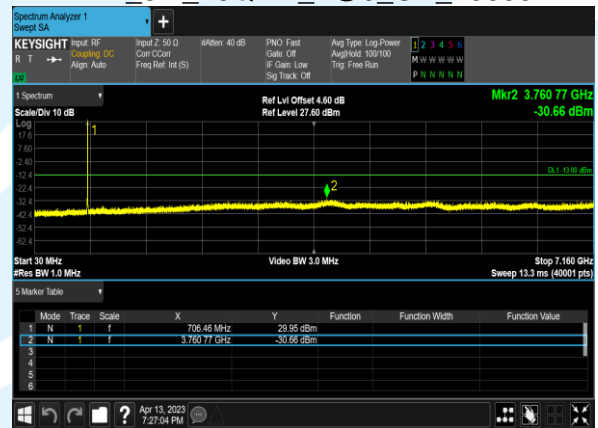 Spectrum Analyzer 1
Swept SA
KEYSIGHT Input: RF Input Z: 50 Ω #Atten: 40 dB PNO: Fast Avg Type: Log-Power 1 2 3 4 5 6
R T Coupling: DC Corr CCorr Gate: Off Avg|Hold: 100/100 M W W W W W
Align: Auto Freq Ref: Int (S) IF Gain: Low Trig: Free Run
Sig Track: Off P N N N N N
1 Spectrum Ref Lvl Offset 4.60 dB Mkr2 3.760 77 GHz
Scale/Div 10 dB Ref Level 27.60 dBm -30.66 dBm
Log
17.6
7.60
-2.40
-12.4
-22.4
-32.4
-42.4
-52.4
-62.4
1
DL1 -13.00 dBm
2
Start 30 MHz Video BW 3.0 MHz Stop 7.160 GHz
#Res BW 1.0 MHz Sweep 13.3 ms (40001 pts)
5 Marker Table
Mode Trace Scale X Y Function Function Width Function Value
1 N 1 f 706.46 MHz 29.95 dBm
2 N 1 f 3.760 77 GHz -30.66 dBm
3
4
5
6
? Apr 13, 2023
7:27:04 PM